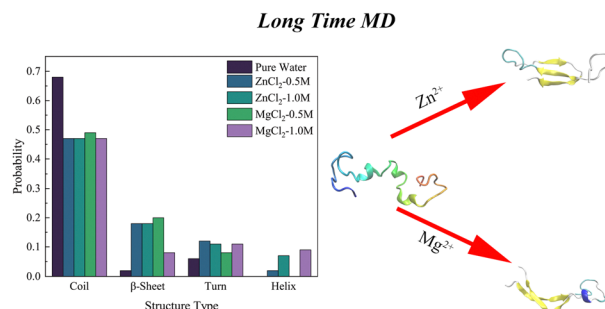 Long Time MD
Pure Water
ZnCl₂-0.5M
ZnCl₂-1.0M
MgCl₂-0.5M
MgCl₂-1.0M
0.7
0.6
0.5
0.4
0.3
0.2
0.1
0.0
Probability
Coil β-Sheet Turn Helix
Structure Type
Zn²⁺
Mg²⁺